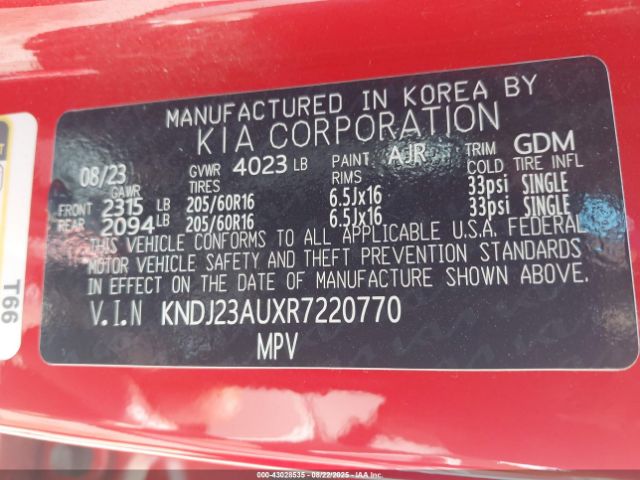 MANUFACTURED IN KOREA BY
KIA CORPORATION
08/23 GVWR 4023 LB PAINT AJR TRIM GDM
GAWR TIRES RIMS COLD TIRE INFL
FRONT 2315 LB 205/60R16 6.5Jx16 33psi SINGLE
REAR 2094 LB 205/60R16 6.5Jx16 33psi SINGLE
THIS VEHICLE CONFORMS TO ALL APPLICABLE U.S.A. FEDERAL
MOTOR VEHICLE SAFETY AND THEFT PREVENTION STANDARDS
IN EFFECT ON THE DATE OF MANUFACTURE SHOWN ABOVE.
V.I.N KNDJ23AUXR7220770
MPV
T66
000-43028535 - 08/22/2025 - IAAI.COM